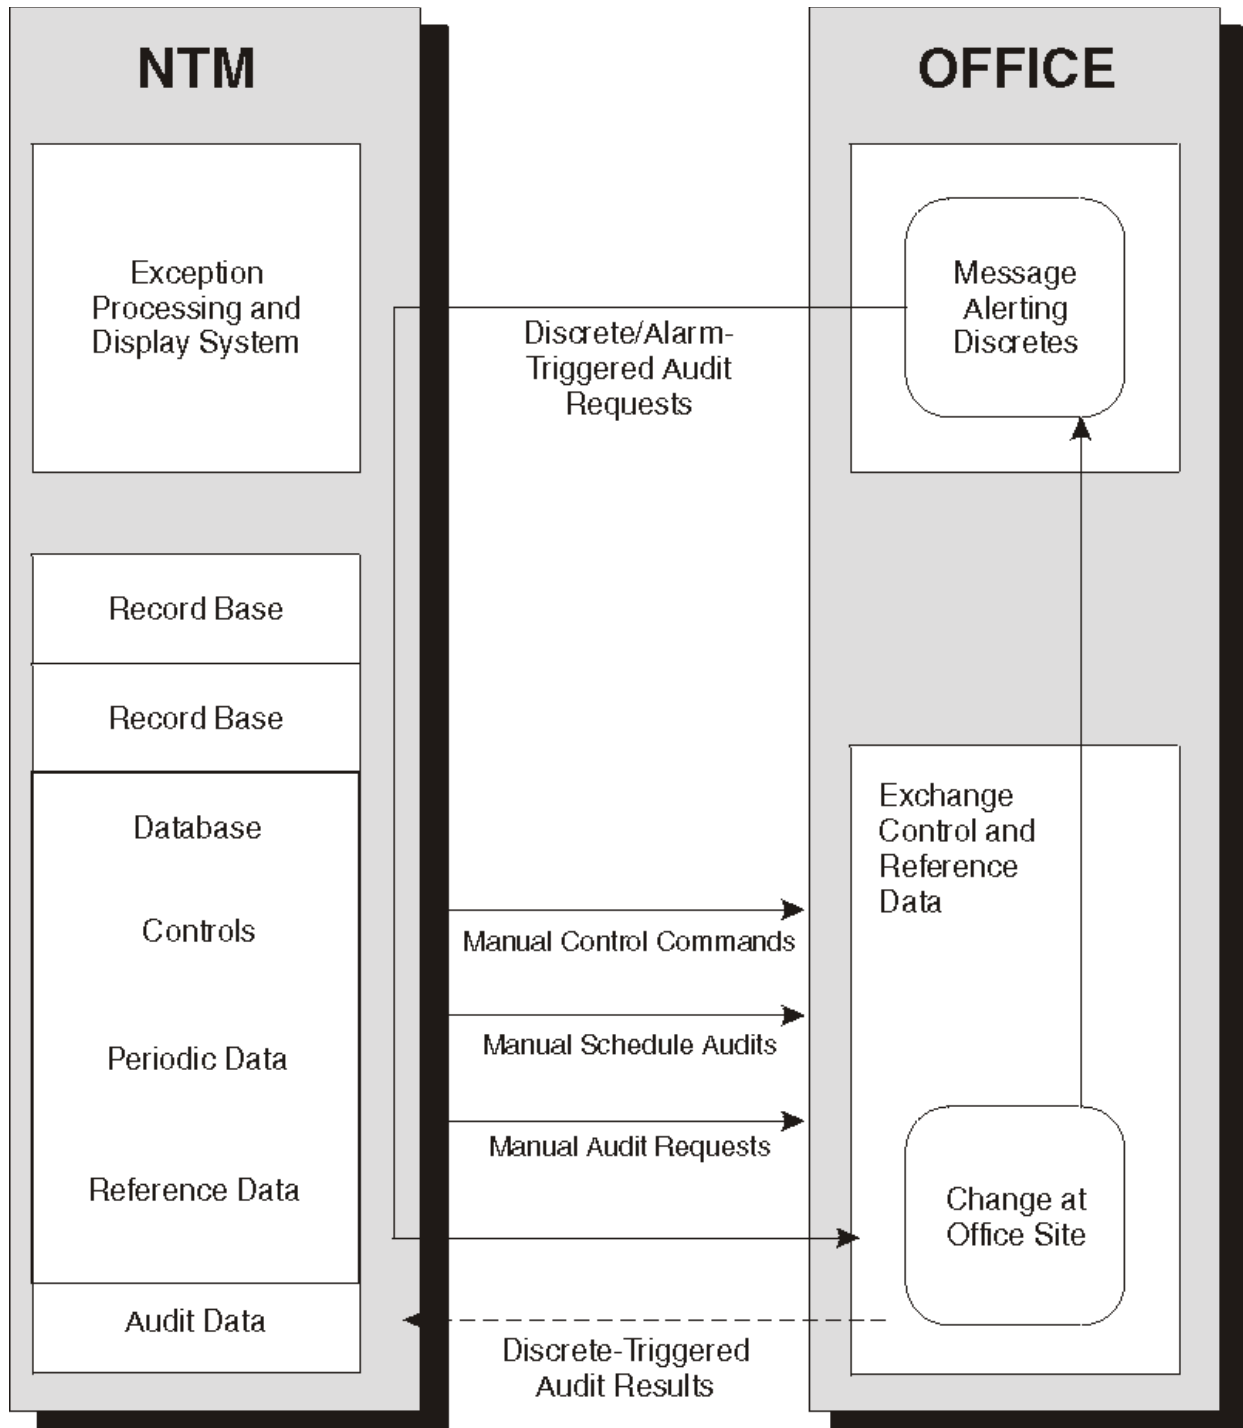 NTM
Exception
Processing and
Display System
Record Base
Record Base
Database
Controls
Periodic Data
Reference Data
Audit Data
Discrete/Alarm-
Triggered Audit
Requests
Manual Control Commands
Manual Schedule Audits
Manual Audit Requests
Discrete-Triggered
Audit Results
OFFICE
Message
Alerting
Discretes
Exchange
Control and
Reference
Data
Change at
Office Site